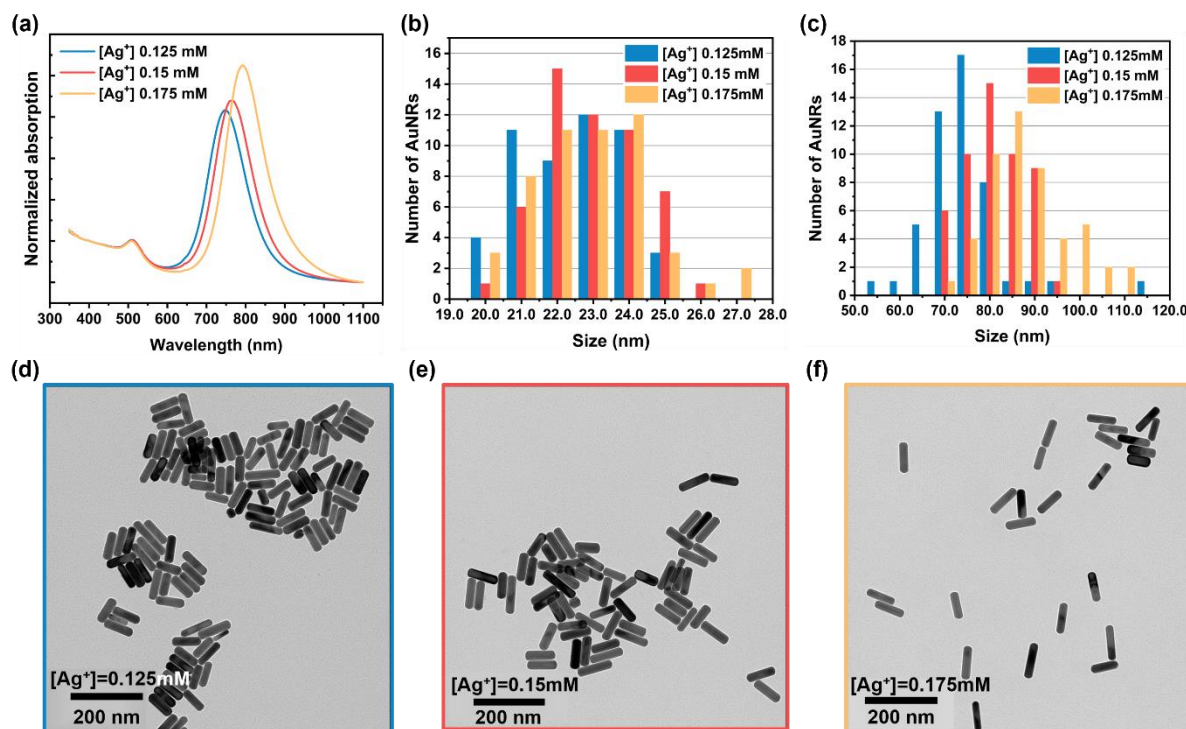 (a)
[Ag⁺] 0.125 mM
[Ag⁺] 0.15 mM
[Ag⁺] 0.175 mM
Normalized absorption
300 400 500 600 700 800 900 1000 1100
Wavelength (nm)
(b)
[Ag⁺] 0.125mM
[Ag⁺] 0.15 mM
[Ag⁺] 0.175mM
Number of AuNRs
16
14
12
10
8
6
4
2
0
19.0 20.0 21.0 22.0 23.0 24.0 25.0 26.0 27.0 28.0
Size (nm)
(c)
[Ag⁺] 0.125mM
[Ag⁺] 0.15 mM
[Ag⁺] 0.175mM
Number of AuNRs
18
16
14
12
10
8
6
4
2
0
50.0 60.0 70.0 80.0 90.0 100.0 110.0 120.0
Size (nm)
(d)
[Ag⁺]=0.125mM
200 nm
(e)
[Ag⁺]=0.15mM
200 nm
(f)
[Ag⁺]=0.175mM
200 nm